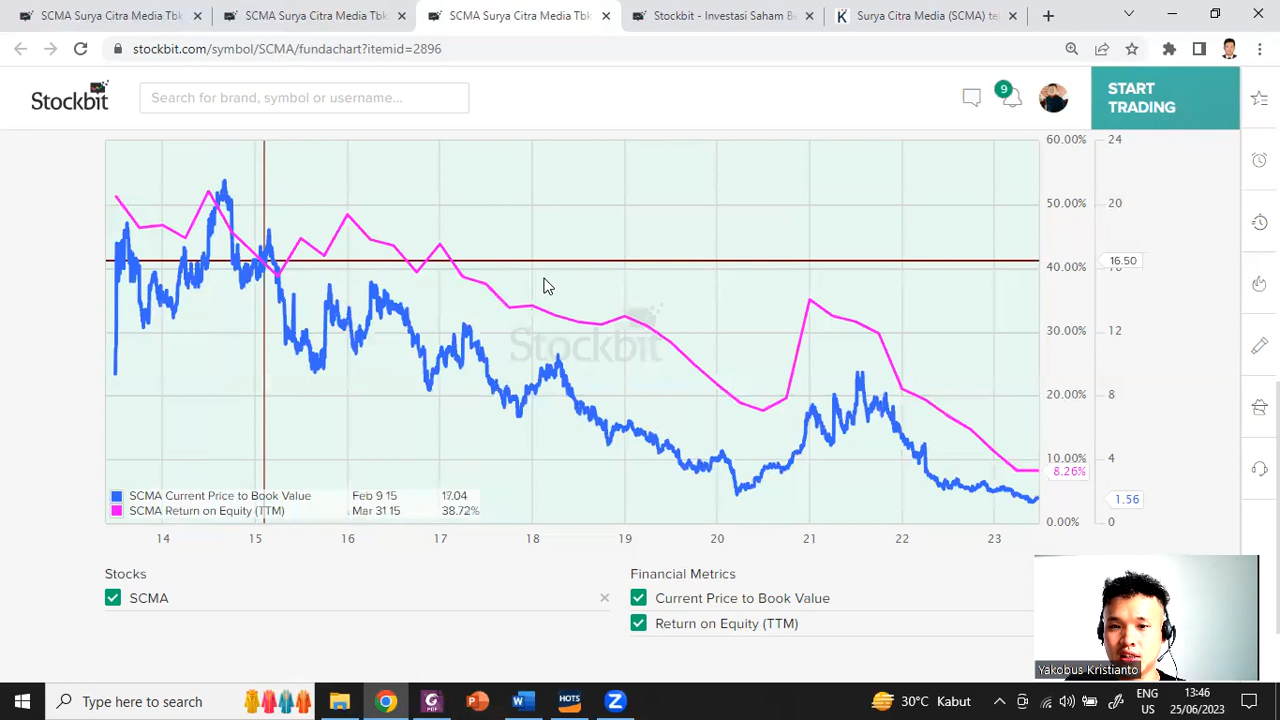 SCMA Surya Citra Media Tbk
SCMA Surya Citra Media Tbk
SCMA Surya Citra Media Tbk
Stockbit - Investasi Saham B
Surya Citra Media (SCMA) te
stockbit.com/symbol/SCMA/fundachart?itemid=2896
Stockbit
Search for brand, symbol or username...
9
START
TRADING
60.00% 24
50.00% 20
16.50
40.00%
30.00% 12
20.00% 8
10.00% 4
8.26%
1.56
0.00% 0
Stockbit
SCMA Current Price to Book Value Feb 9 15 17.04
SCMA Return on Equity (TTM) Mar 31 15 38.72%
14 15 16 17 18 19 20 21 22 23
Stocks
SCMA
Financial Metrics
Current Price to Book Value
Return on Equity (TTM)
Yakobus Kristianto
Type here to search
HOTS
30°C Kabut
ENG
US
13:46
25/06/2023